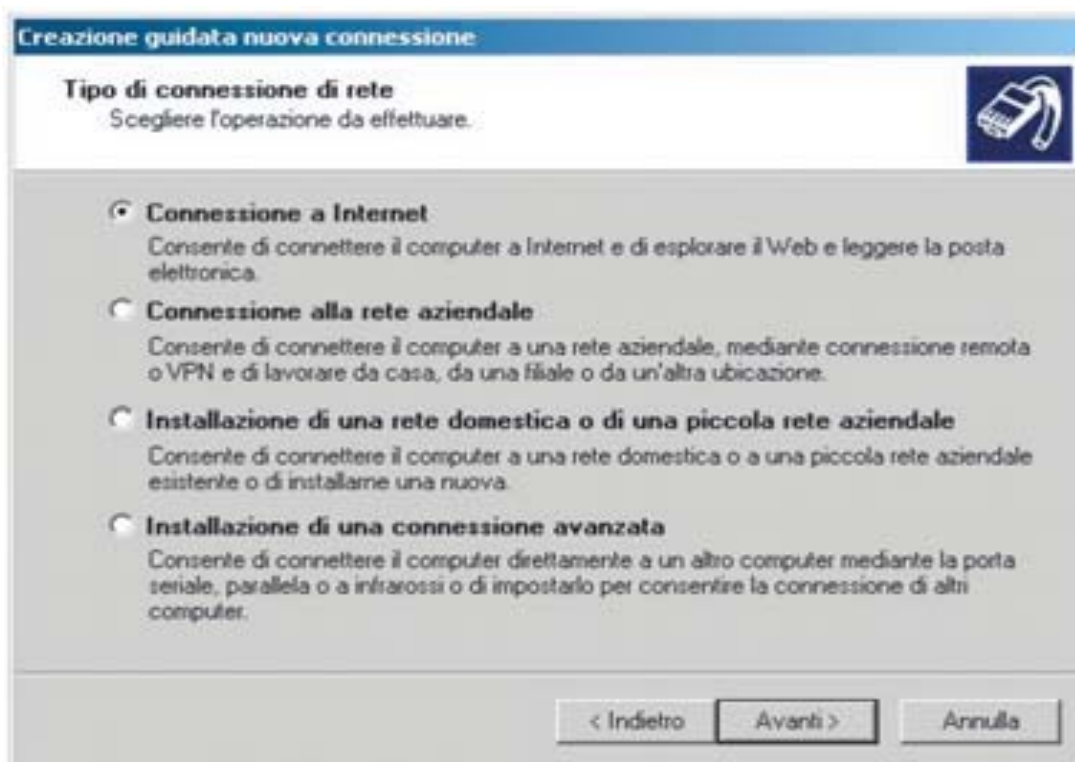 Creazione guidata nuova connessione
Tipo di connessione di rete
Scegliere l'operazione da effettuare.
Connessione a Internet
Consente di connettere il computer a Internet e di esplorare il Web e leggere la posta
elettronica.
Connessione alla rete aziendale
Consente di connettere il computer a una rete aziendale, mediante connessione remota
o VPN e di lavorare da casa, da una filiale o da un'altra ubicazione.
Installazione di una rete domestica o di una piccola rete aziendale
Consente di connettere il computer a una rete domestica o a una piccola rete aziendale
esistente o di installarne una nuova.
Installazione di una connessione avanzata
Consente di connettere il computer direttamente a un altro computer mediante la porta
seriale, parallela o a infrarossi o di impostarlo per consentire la connessione di altri
computer.
< Indietro Avanti > Annulla